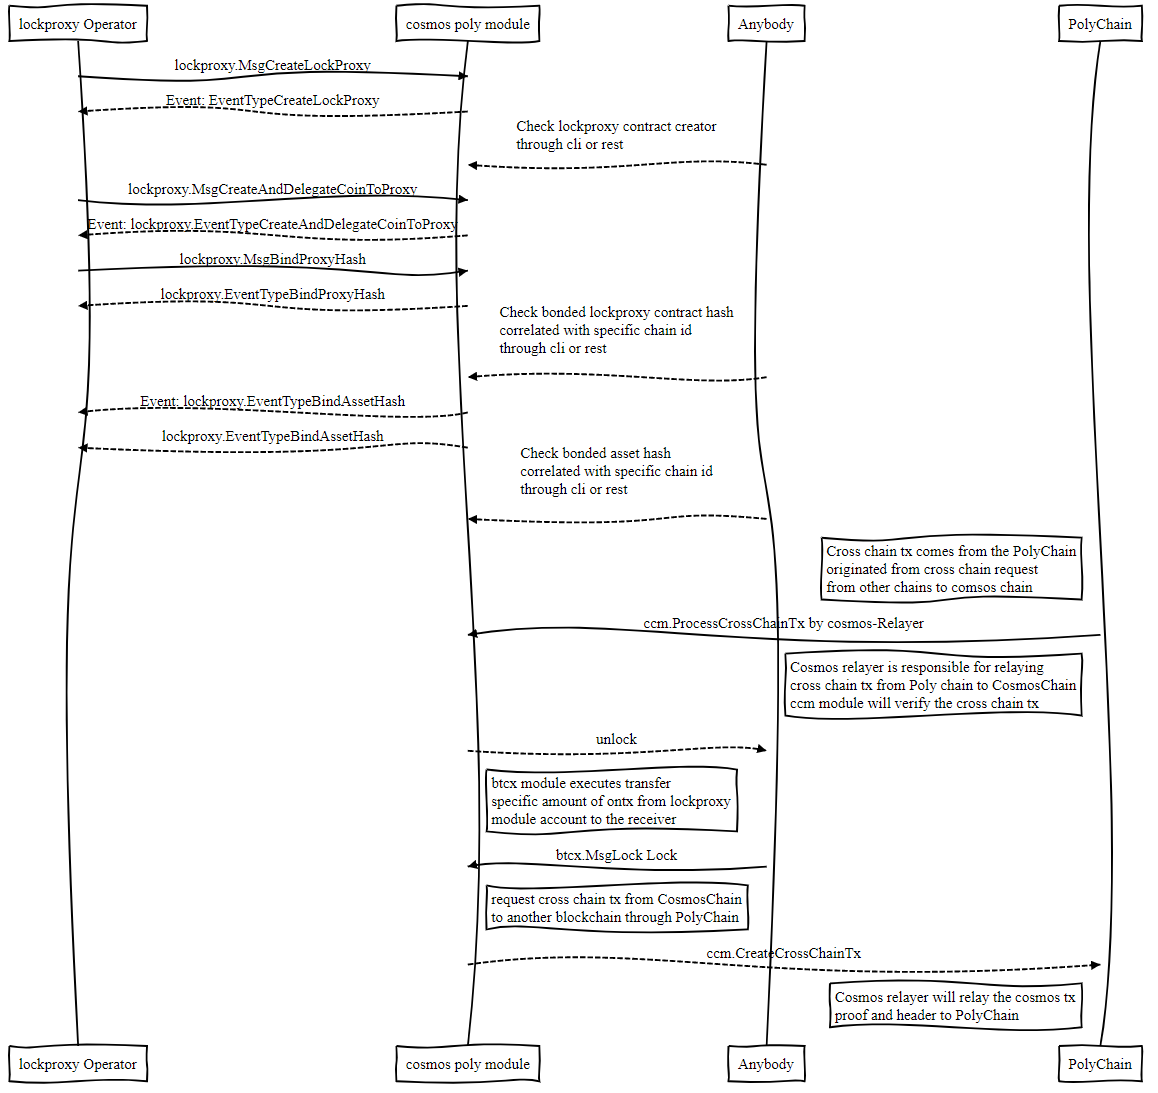 lockproxy Operator
cosmos poly module
Anybody
PolyChain
lockproxy.MsgCreateLockProxy
Event: EventTypeCreateLockProxy
Check lockproxy contract creator
through cli or rest
lockproxy.MsgCreateAndDelegateCoinToProxy
Event: lockproxy.EventTypeCreateAndDelegateCoinToProxy
lockproxy.MsgBindProxyHash
lockproxy.EventTypeBindProxyHash
Check bonded lockproxy contract hash
correlated with specific chain id
through cli or rest
Event: lockproxy.EventTypeBindAssetHash
lockproxy.EventTypeBindAssetHash
Check bonded asset hash
correlated with specific chain id
through cli or rest
Cross chain tx comes from the PolyChain
originated from cross chain request
from other chains to comsos chain
ccm.ProcessCrossChainTx by cosmos-Relayer
Cosmos relayer is responsible for relaying
cross chain tx from Poly chain to CosmosChain
ccm module will verify the cross chain tx
unlock
btcx module executes transfer
specific amount of ontx from lockproxy
module account to the receiver
btcx.MsgLock Lock
request cross chain tx from CosmosChain
to another blockchain through PolyChain
ccm.CreateCrossChainTx
Cosmos relayer will relay the cosmos tx
proof and header to PolyChain
lockproxy Operator
cosmos poly module
Anybody
PolyChain